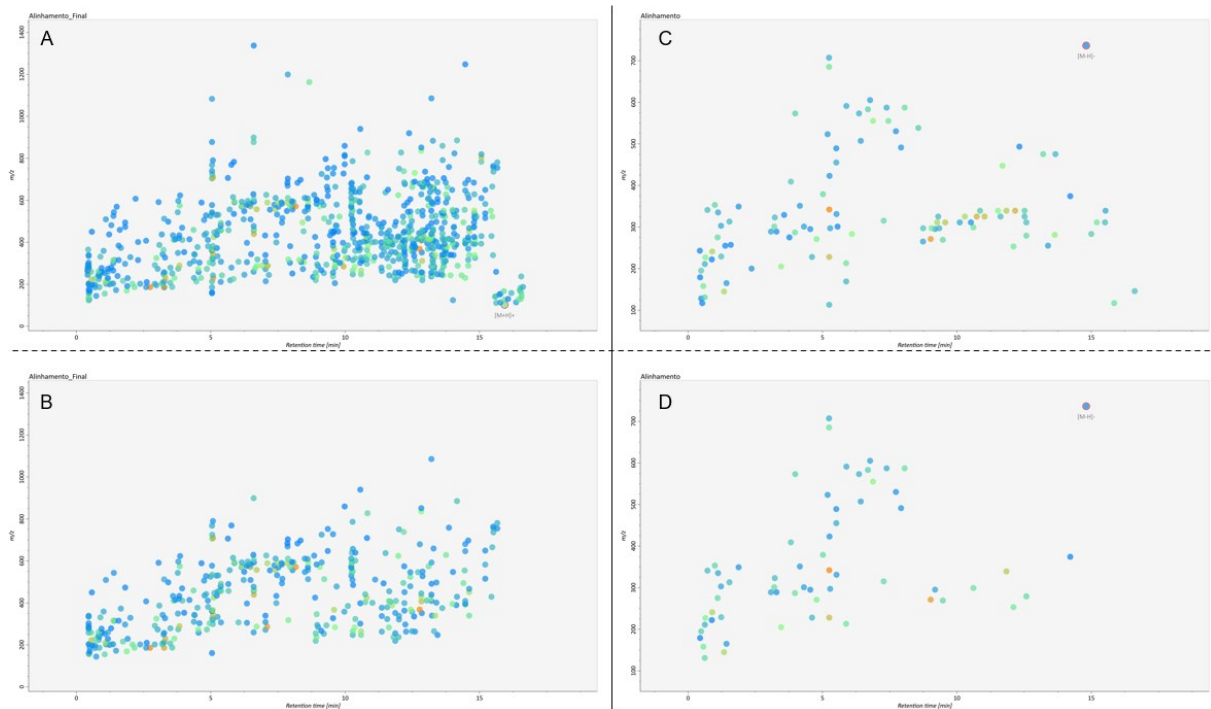 Alinhamento_Final
A
1400
1200
1000
800
600
400
200
0
m/z
[M+H]+
0 5 10 15
Retention time [min]
Alinhamento
C
700
600
500
400
300
200
100
m/z
[M-H]-
0 5 10 15
Retention time [min]
Alinhamento_Final
B
1400
1200
1000
800
600
400
200
0
m/z
0 5 10 15
Retention time [min]
Alinhamento
D
700
600
500
400
300
200
100
m/z
[M-H]-
0 5 10 15
Retention time [min]